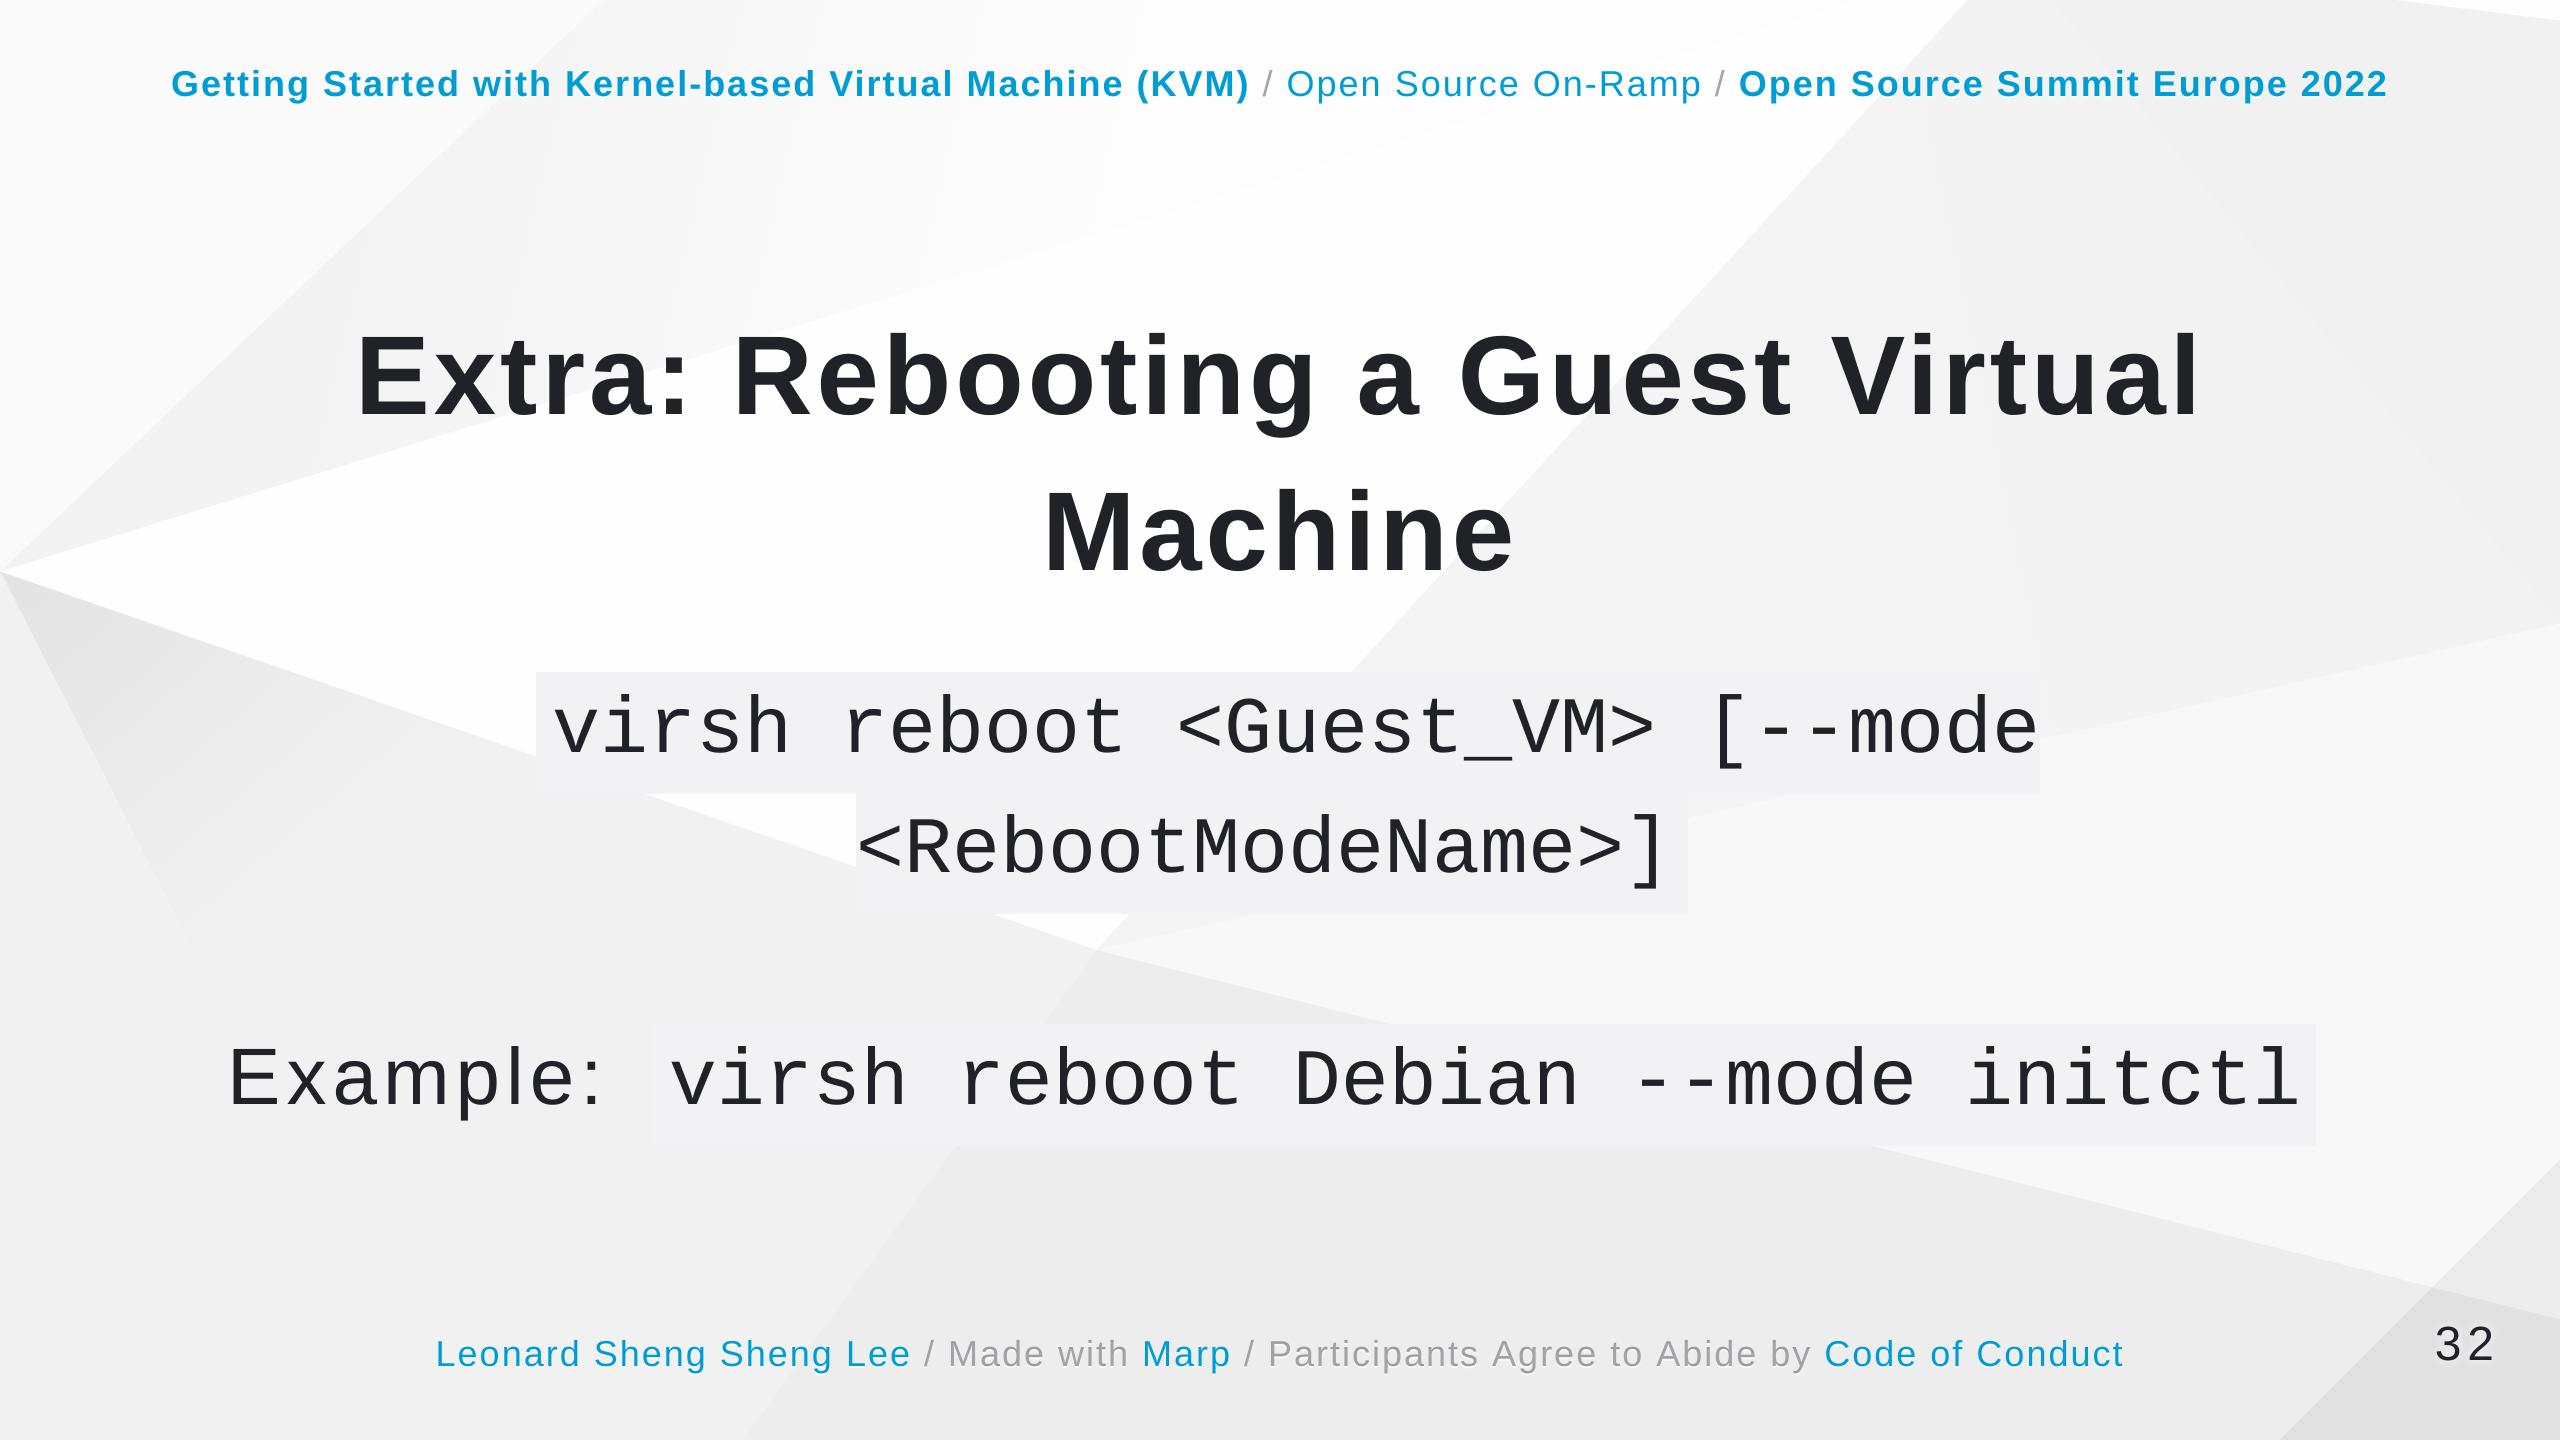 Getting Started with Kernel-based Virtual Machine (KVM) / Open Source On-Ramp / Open Source Summit Europe 2022
Extra: Rebooting a Guest Virtual
Machine
virsh reboot <Guest_VM> [--mode
<RebootModeName>]
Example: virsh reboot Debian --mode initctl
Leonard Sheng Sheng Lee / Made with Marp / Participants Agree to Abide by Code of Conduct
32